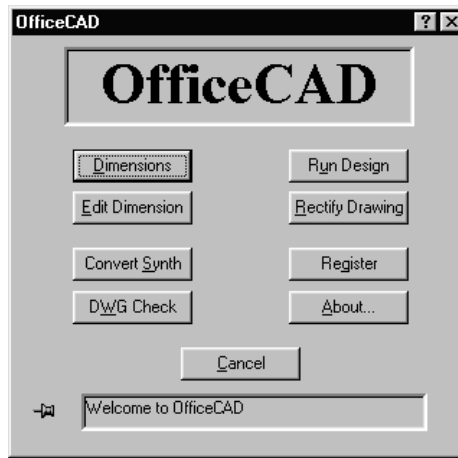 OfficeCAD
OfficeCAD
Dimensions Run Design
Edit Dimension Rectify Drawing
Convert Synth Register
DWG Check About...
Cancel
Welcome to OfficeCAD